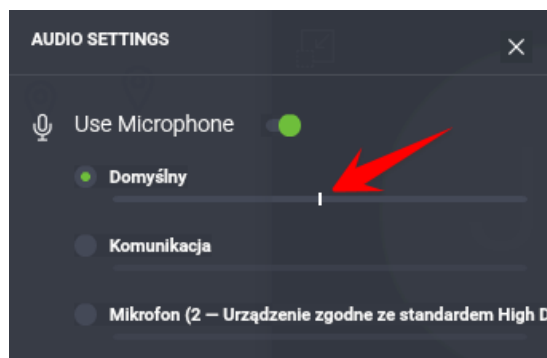 AUDIO SETTINGS
Use Microphone
Domyślny
Komunikacja
Mikrofon (2 — Urządzenie zgodne ze standardem High D